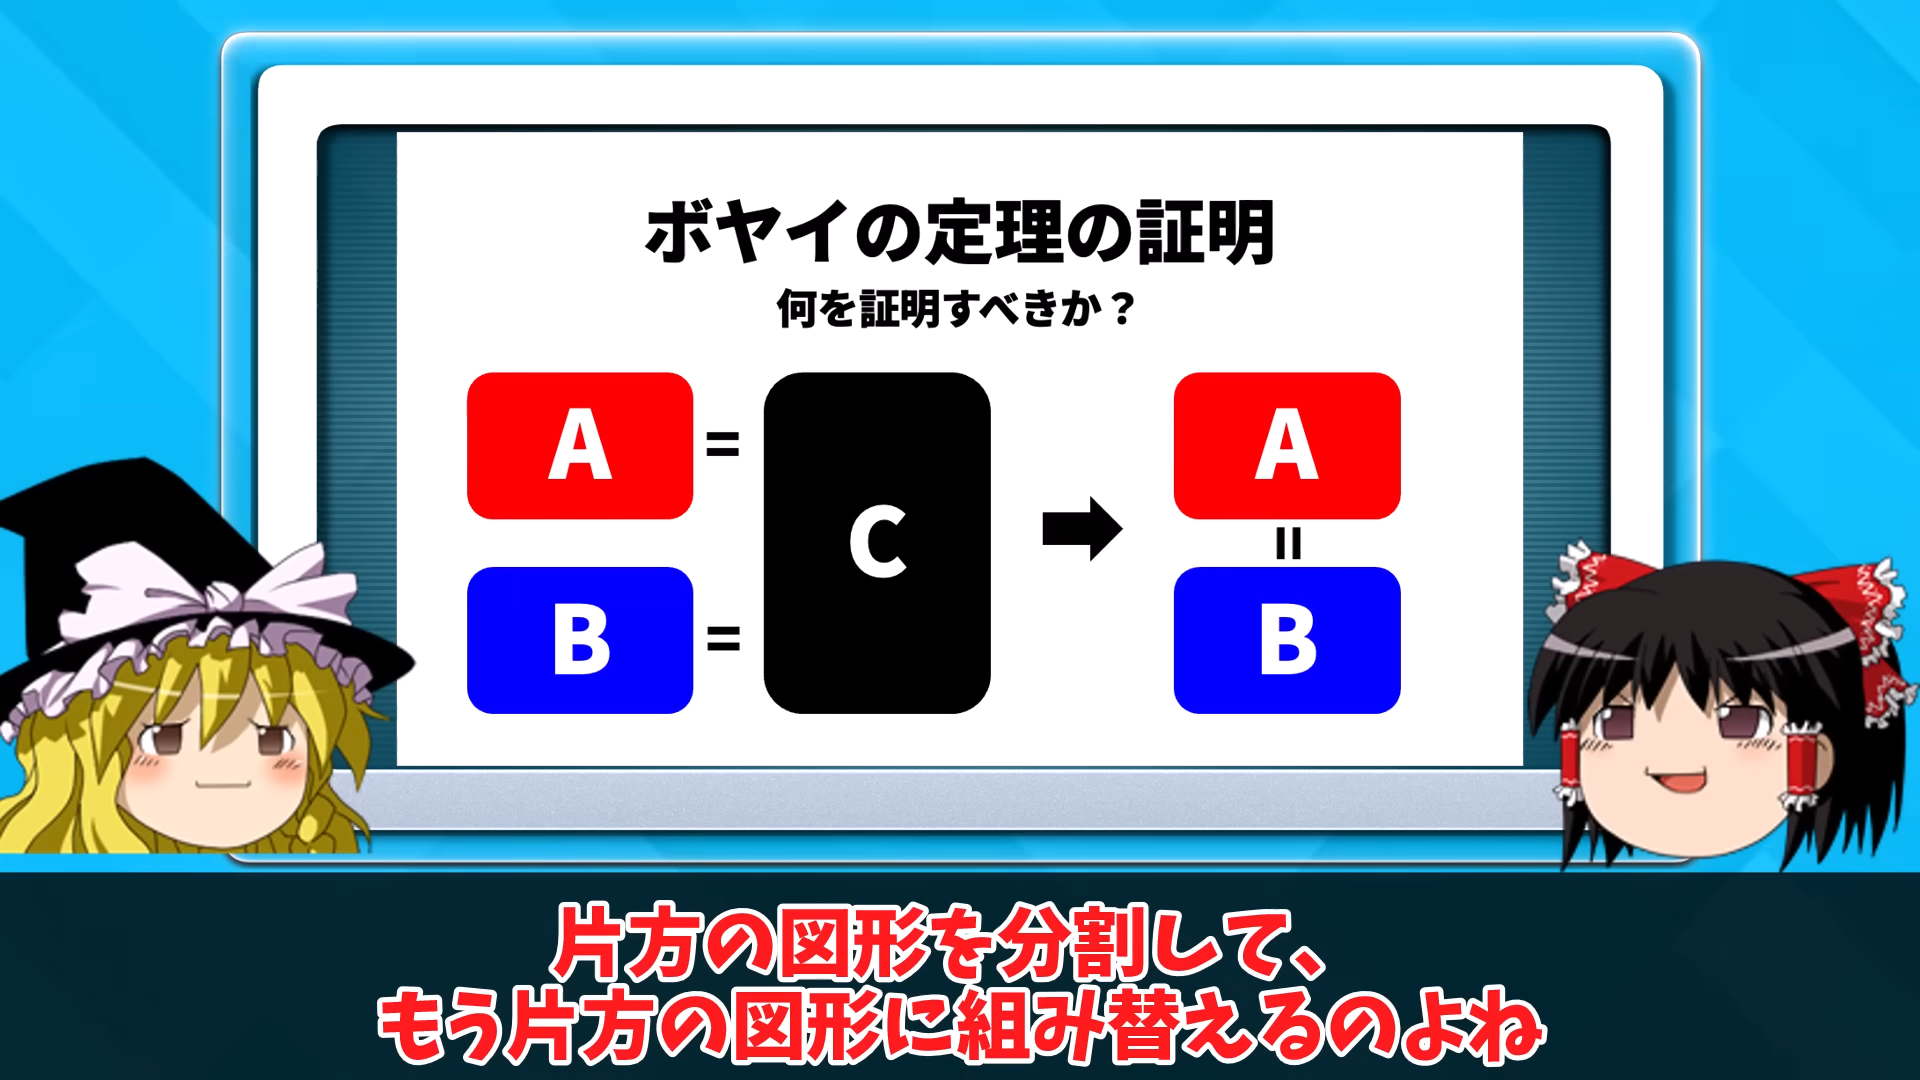 ボヤイの定理の証明
何を証明すべきか？
A = C A
=
B = B
片方の図形を分割して、
もう片方の図形に組み替えるのよね